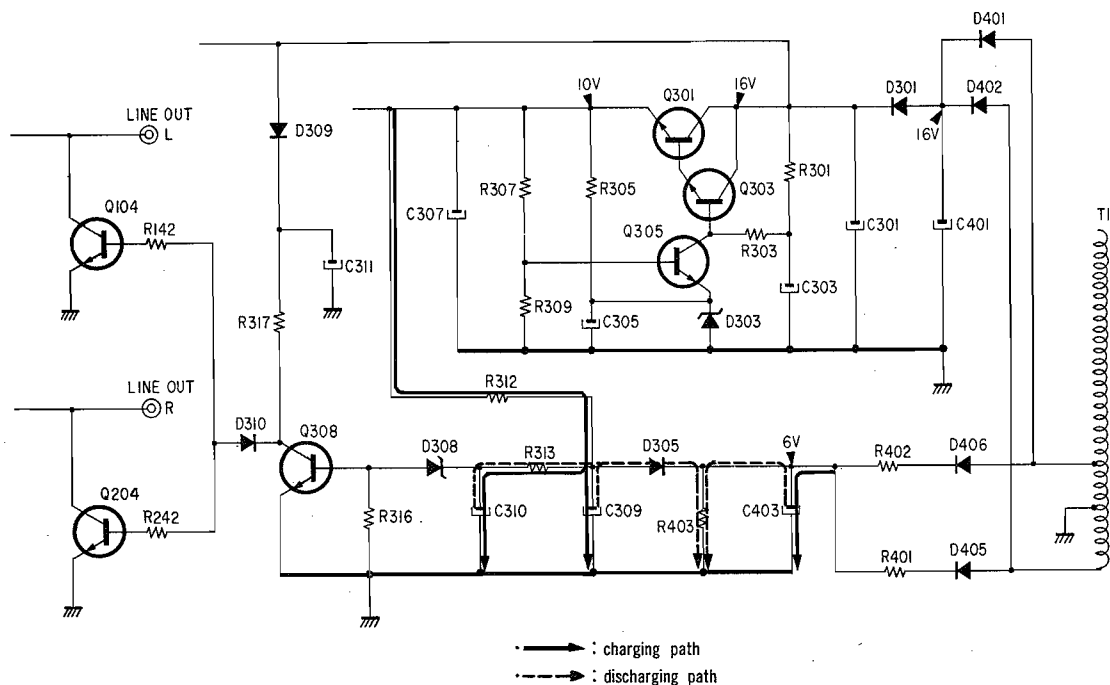 D401
10V
Q301
16V
D301
D402
16V
LINE OUT
L
D309
R307
R305
Q303
R301
Q104
R142
C307
Q305
R303
C301
C401
T1
C311
R309
C305
D303
C303
R317
LINE OUT
R
R312
D310
Q308
D308
R313
D305
6V
R402
D406
Q204
R242
R316
C310
C309
R403
C403
R401
D405
: charging path
: discharging path